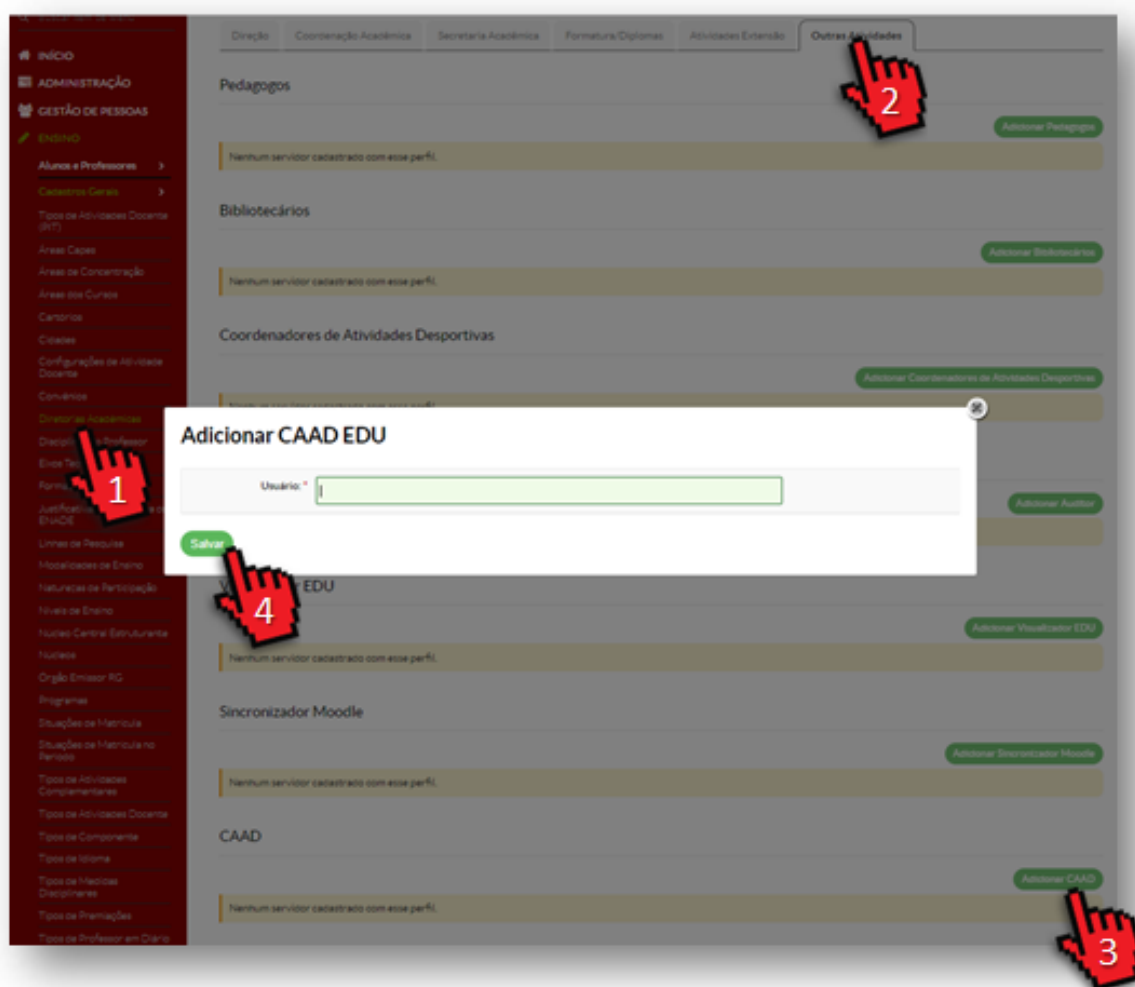 INÍCIO
ADMINISTRAÇÃO
GESTÃO DE PESSOAS
ENSINO
Alunos e Professores
Cadastros Gerais
Tipos de Atividades Docente
(PIT)
Áreas Capes
Áreas de Concentração
Áreas dos Cursos
Cartórios
Cidades
Configurações de Atividade
Docente
Convênios
Diretorias Acadêmicas
Professor
1
ENADE
Linhas de Pesquisa
Modalidades de Ensino
Naturezas de Participação
Níveis de Ensino
Núcleo Central Estruturante
Núcleos
Órgão Emissor RG
Programas
Situações de Matrícula
Situações de Matrícula no
Período
Tipos de Atividades
Complementares
Tipos de Atividades Docente
Tipos de Componente
Tipos de Idioma
Tipos de Medidas
Disciplinares
Tipos de Premiações
Tipos de Professor em Diário
Direção Coordenação Acadêmica Secretaria Acadêmica Formatura/Diplomas Atividades Extensão Outras Atividades
2
Pedagogos
Adicionar Pedagogos
Nenhum servidor cadastrado com esse perfil.
Bibliotecários
Adicionar Bibliotecários
Nenhum servidor cadastrado com esse perfil.
Coordenadores de Atividades Desportivas
Adicionar Coordenadores de Atividades Desportivas
Adicionar CAAD EDU
Usuário: *
Salvar
4
Adicionar Auditor
EDU
Adicionar Visualizador EDU
Nenhum servidor cadastrado com esse perfil.
Sincronizador Moodle
Adicionar Sincronizador Moodle
Nenhum servidor cadastrado com esse perfil.
CAAD
Adicionar CAAD
Nenhum servidor cadastrado com esse perfil.
3